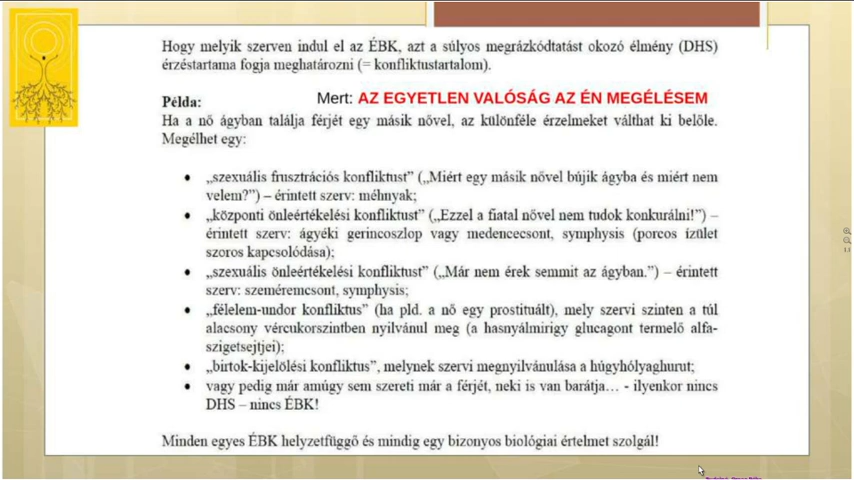 Hogy melyik szerven indul el az ÉBK, azt a súlyos megrázkódtatást okozó élmény (DHS)
érzéstartama fogja meghatározni (= konfliktustartalom).
Példa:
Mert: AZ EGYETLEN VALÓSÁG AZ ÉN MEGÉLÉSEM
Ha a nő ágyban találja férjét egy másik nővel, az különféle érzelmeket válthat ki belőle.
Megélhet egy:
• „szexuális frusztrációs konfliktust” („Miért egy másik nővel bújik ágyba és miért nem
velem?”) – érintett szerv: méhnyak;
• „központi önleértékelési konfliktust” („Ezzel a fiatal nővel nem tudok konkurálni!”) –
érintett szerv: ágyéki gerincoszlop vagy medencecsont, symphysis (porcos ízület
szoros kapcsolódása);
• „szexuális önleértékelési konfliktust” („Már nem érek semmit az ágyban.”) – érintett
szerv: szeméremcsont, symphysis;
• „félelem-undor konfliktus” (ha pld. a nő egy prostituált), mely szervi szinten a túl
alacsony vércukorszintben nyilvánul meg (a hasnyálmirigy glucagont termelő alfa-
szigetsejtjei);
• „birtok-kijelölési konfliktus”, melynek szervi megnyilvánulása a húgyhólyaghurut;
• vagy pedig már amúgy sem szereti már a férjét, neki is van barátja… - ilyenkor nincs
DHS – nincs ÉBK!
Minden egyes ÉBK helyzetfüggő és mindig egy bizonyos biológiai értelmet szolgál!